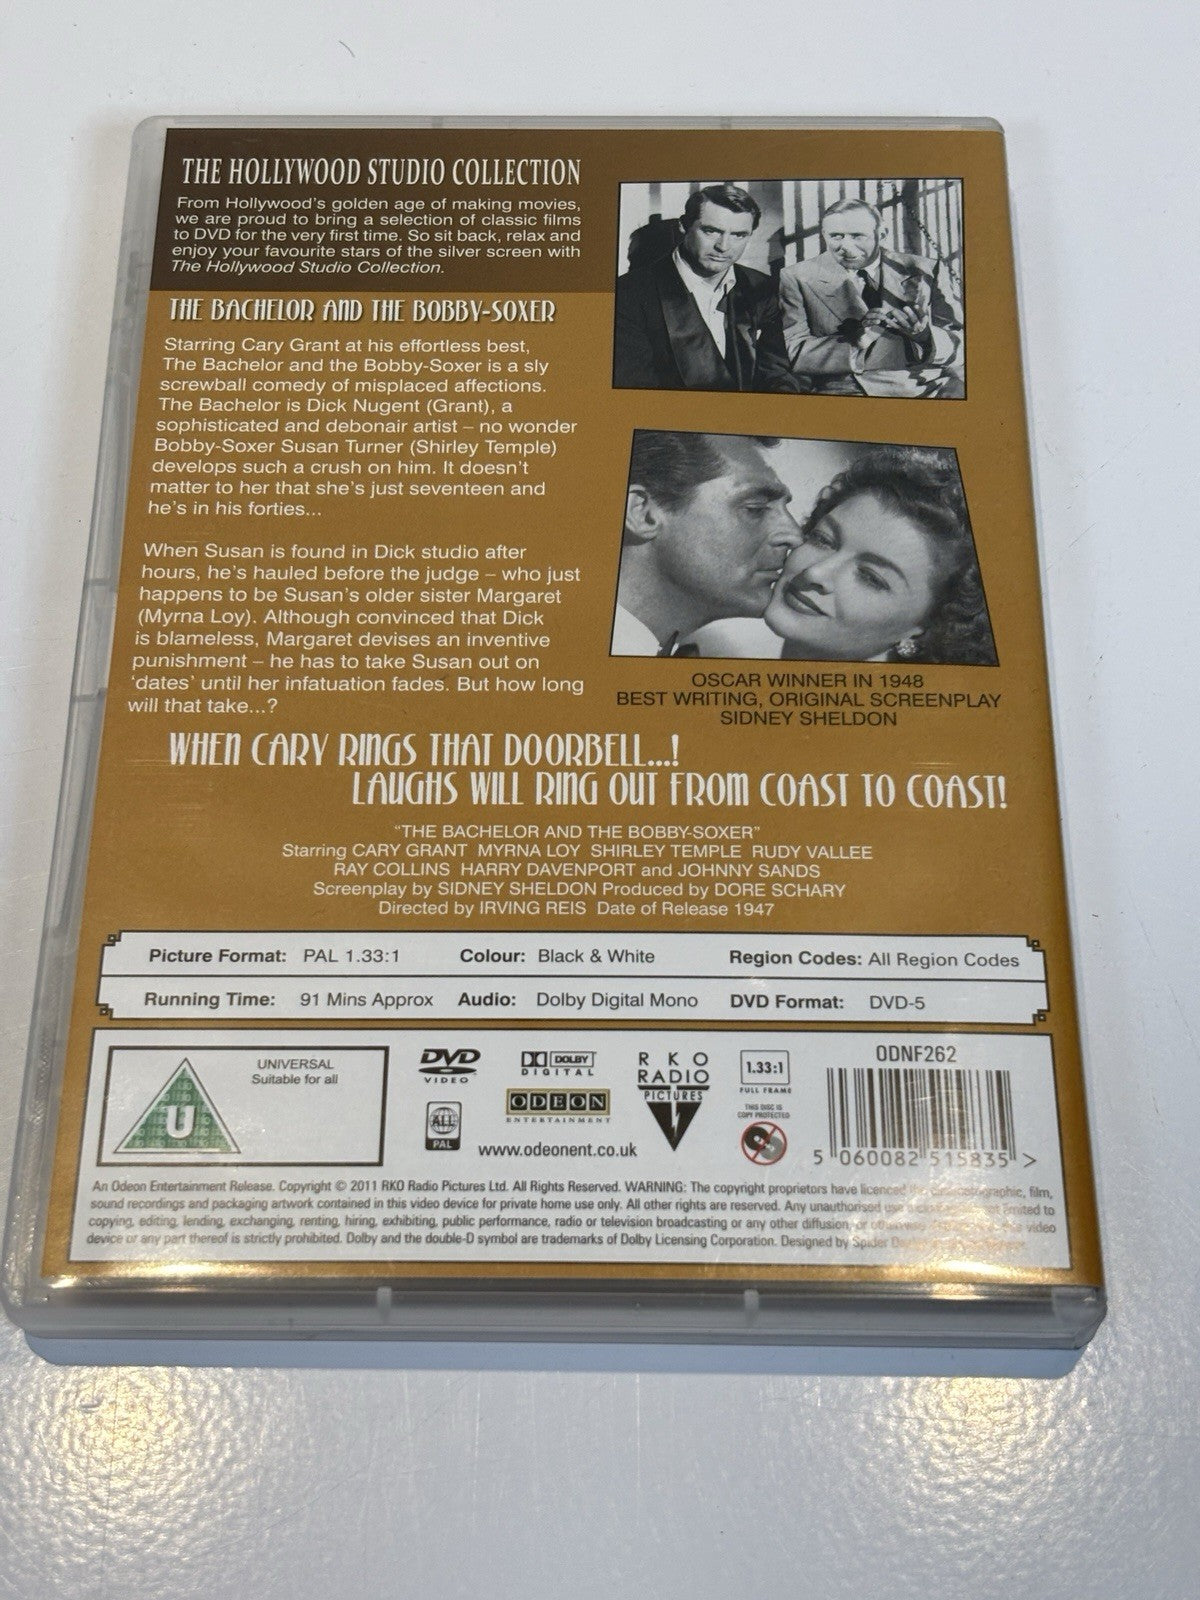 THE HOLLYWOOD STUDIO COLLECTION
From Hollywood's golden age of making movies,
we are proud to bring a selection of classic films
to DVD for the very first time. So sit back, relax and
enjoy your favourite stars of the silver screen with
The Hollywood Studio Collection.
THE BACHELOR AND THE BOBBY-SOXER
Starring Cary Grant at his effortless best,
The Bachelor and the Bobby-Soxer is a sly
screwball comedy of misplaced affections.
The Bachelor is Dick Nugent (Grant), a
sophisticated and debonair artist – no wonder
Bobby-Soxer Susan Turner (Shirley Temple)
develops such a crush on him. It doesn't
matter to her that she's just seventeen and
he's in his forties...
When Susan is found in Dick studio after
hours, he's hauled before the judge – who just
happens to be Susan's older sister Margaret
(Myrna Loy). Although convinced that Dick
is blameless, Margaret devises an inventive
punishment – he has to take Susan out on
'dates' until her infatuation fades. But how long
will that take...?
OSCAR WINNER IN 1948
BEST WRITING, ORIGINAL SCREENPLAY
SIDNEY SHELDON
WHEN CARY RINGS THAT DOORBELL...!
LAUGHS WILL RING OUT FROM COAST TO COAST!
"THE BACHELOR AND THE BOBBY-SOXER"
Starring CARY GRANT MYRNA LOY SHIRLEY TEMPLE RUDY VALLEE
RAY COLLINS HARRY DAVENPORT and JOHNNY SANDS
Screenplay by SIDNEY SHELDON Produced by DORE SCHARY
Directed by IRVING REIS Date of Release 1947
Picture Format: PAL 1.33:1 Colour: Black & White Region Codes: All Region Codes
Running Time: 91 Mins Approx Audio: Dolby Digital Mono DVD Format: DVD-5
U
UNIVERSAL
Suitable for all
DVD
VIDEO
ALL
PAL
DOLBY
DIGITAL
ODEON
ENTERTAINMENT
www.odeonent.co.uk
RKO
RADIO
PICTURES
1.33:1
FULL FRAME
THIS DISC IS
COPY PROTECTED
ODNF262
5 060082 515835 >
An Odeon Entertainment Release. Copyright © 2011 RKO Radio Pictures Ltd. All Rights Reserved. WARNING: The copyright proprietors have licenced the cinematographic, film,
sound recordings and packaging artwork contained in this video device for private home use only. All other rights are reserved. Any unauthorised limited to
copying, editing, lending, exchanging, renting, hiring, exhibiting, public performance, radio or television broadcasting or any other diffusion, or otherwise video
device or any part thereof is strictly prohibited. Dolby and the double-D symbol are trademarks of Dolby Licensing Corporation. Designed by Spider